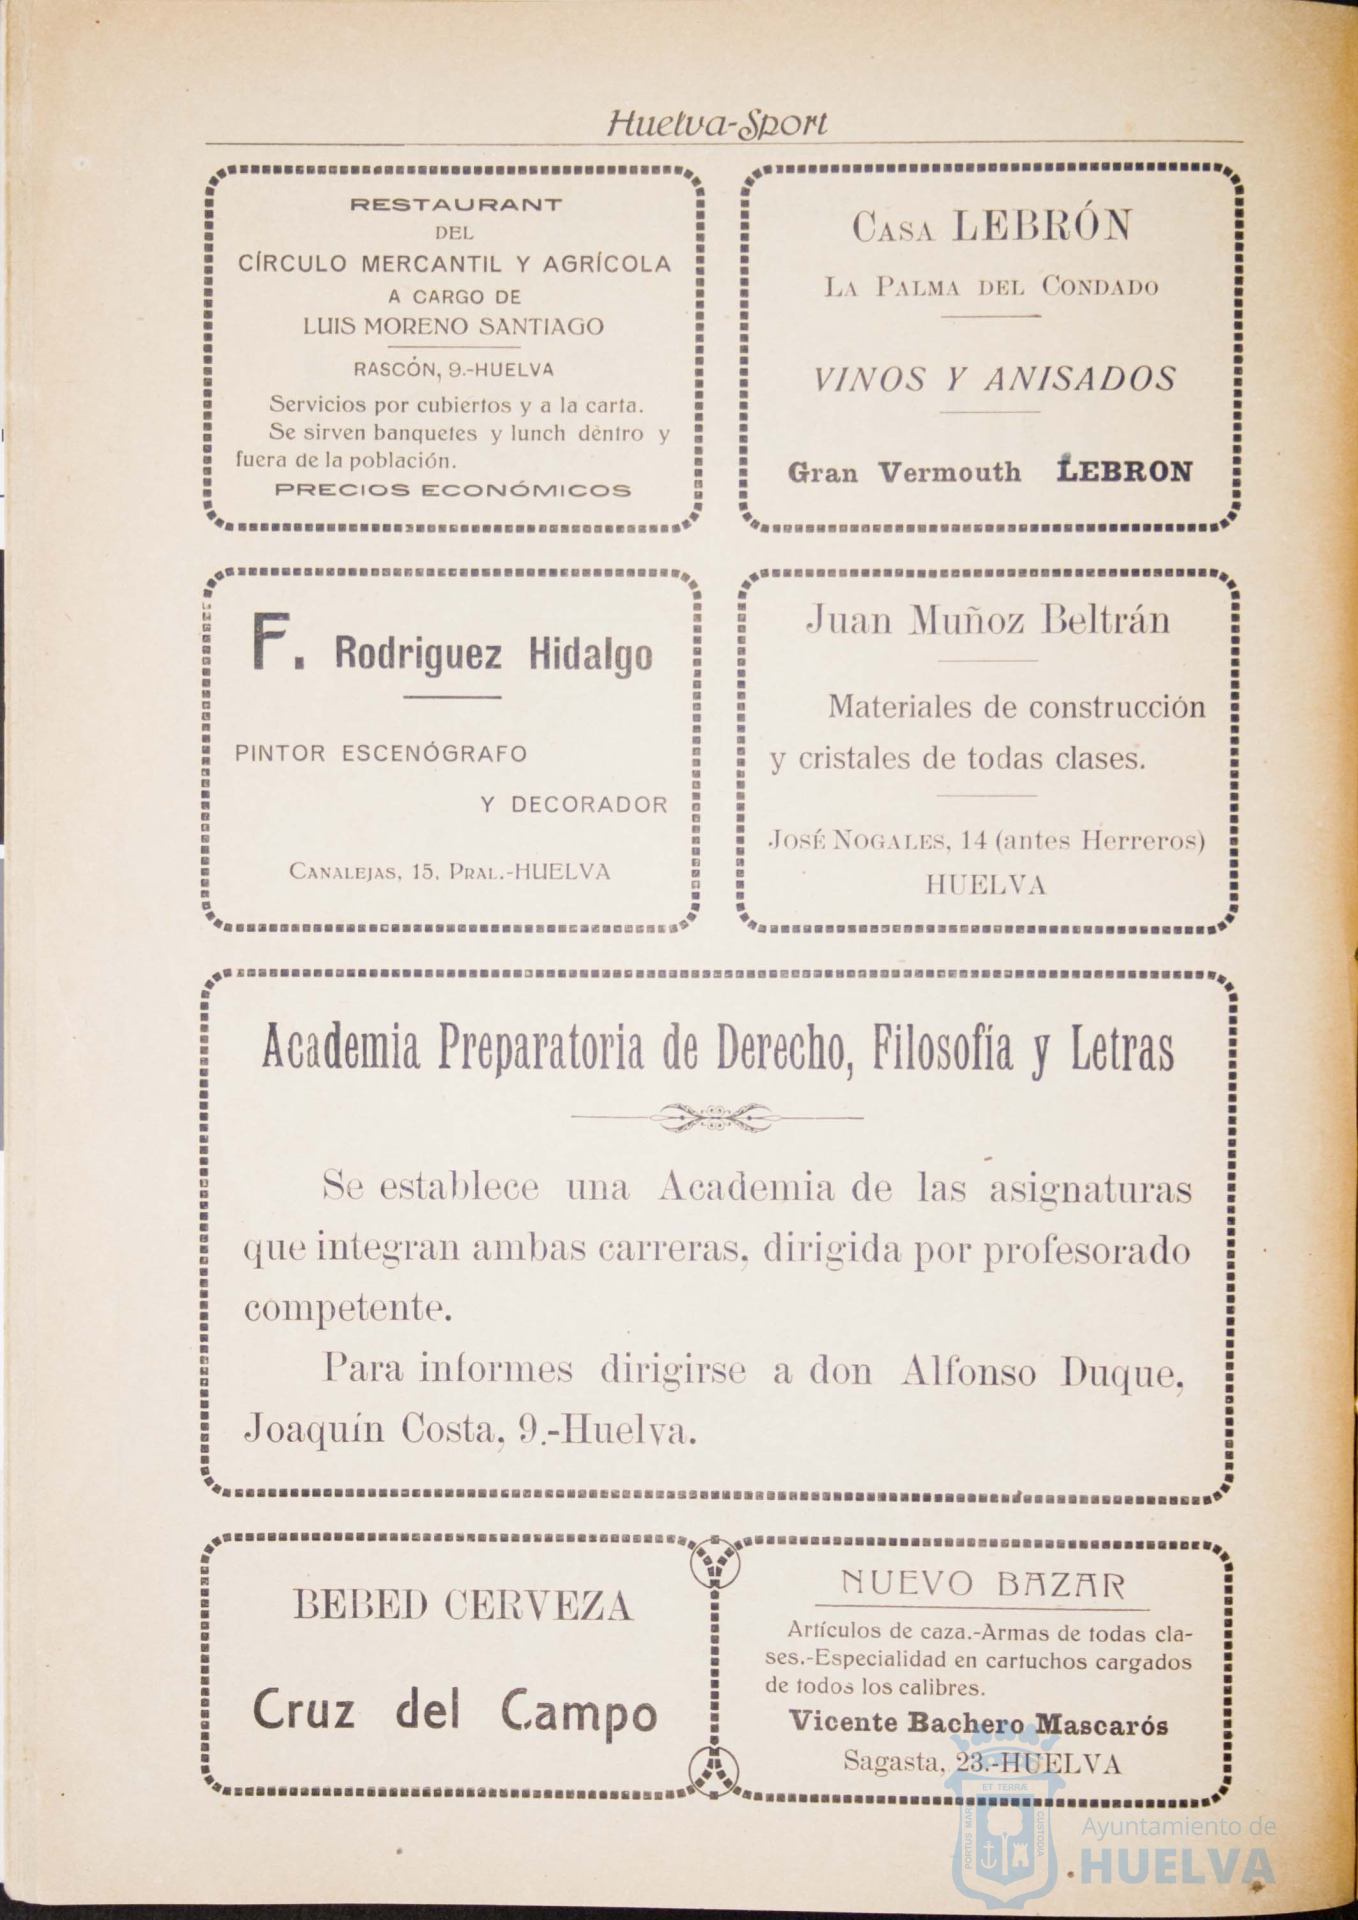 Huelva-Sport
RESTAURANT
DEL
CÍRCULO MERCANTIL Y AGRÍCOLA
A CARGO DE
LUIS MORENO SANTIAGO
RASCÓN, 9.-HUELVA
Servicios por cubiertos y a la carta.
Se sirven banquetes y lunch dentro y
fuera de la población.
PRECIOS ECONÓMICOS
CASA LEBRÓN
LA PALMA DEL CONDADO
VINOS Y ANISADOS
Gran Vermouth LEBRON
F. Rodriguez Hidalgo
PINTOR ESCENÓGRAFO
Y DECORADOR
CANALEJAS, 15, PRAL.-HUELVA
Juan Muñoz Beltrán
Materiales de construcción
y cristales de todas clases.
JOSÉ NOGALES, 14 (antes Herreros)
HUELVA
Academia Preparatoria de Derecho, Filosofía y Letras
Se establece una Academia de las asignaturas
que integran ambas carreras, dirigida por profesorado
competente.
Para informes dirigirse a don Alfonso Duque,
Joaquín Costa, 9.-Huelva.
BEBED CERVEZA
Cruz del Campo
NUEVO BAZAR
Artículos de caza.-Armas de todas cla-
ses.-Especialidad en cartuchos cargados
de todos los calibres.
Vicente Bachero Mascarós
Sagasta, 23.-HUELVA
ET TERRÆ
PORTUS MARIS
CUSTODIA
Ayuntamiento de
HUELVA